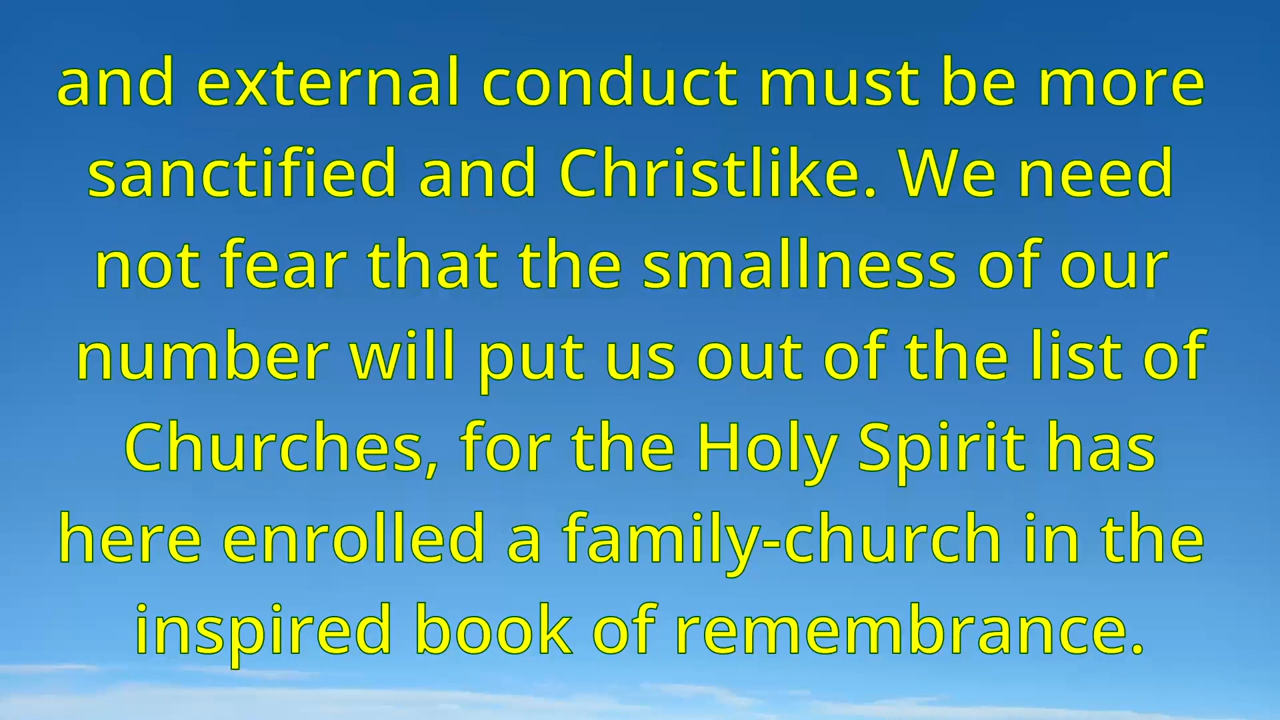 and external conduct must be more
sanctified and Christlike. We need
not fear that the smallness of our
number will put us out of the list of
Churches, for the Holy Spirit has
here enrolled a family-church in the
inspired book of remembrance.